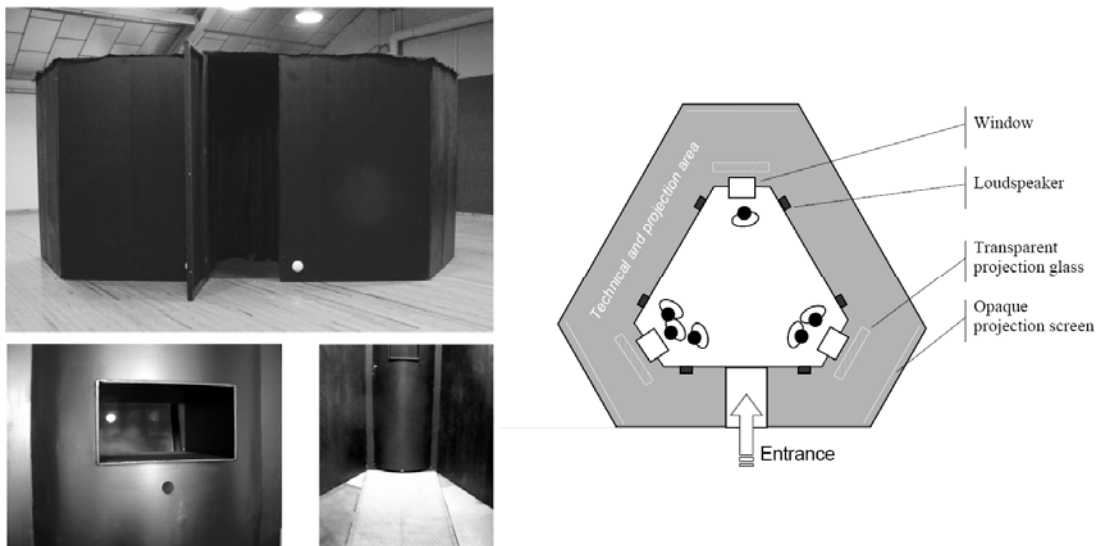 Window
Loudspeaker
Transparent
projection glass
Opaque
projection screen
Technical and projection area
Entrance